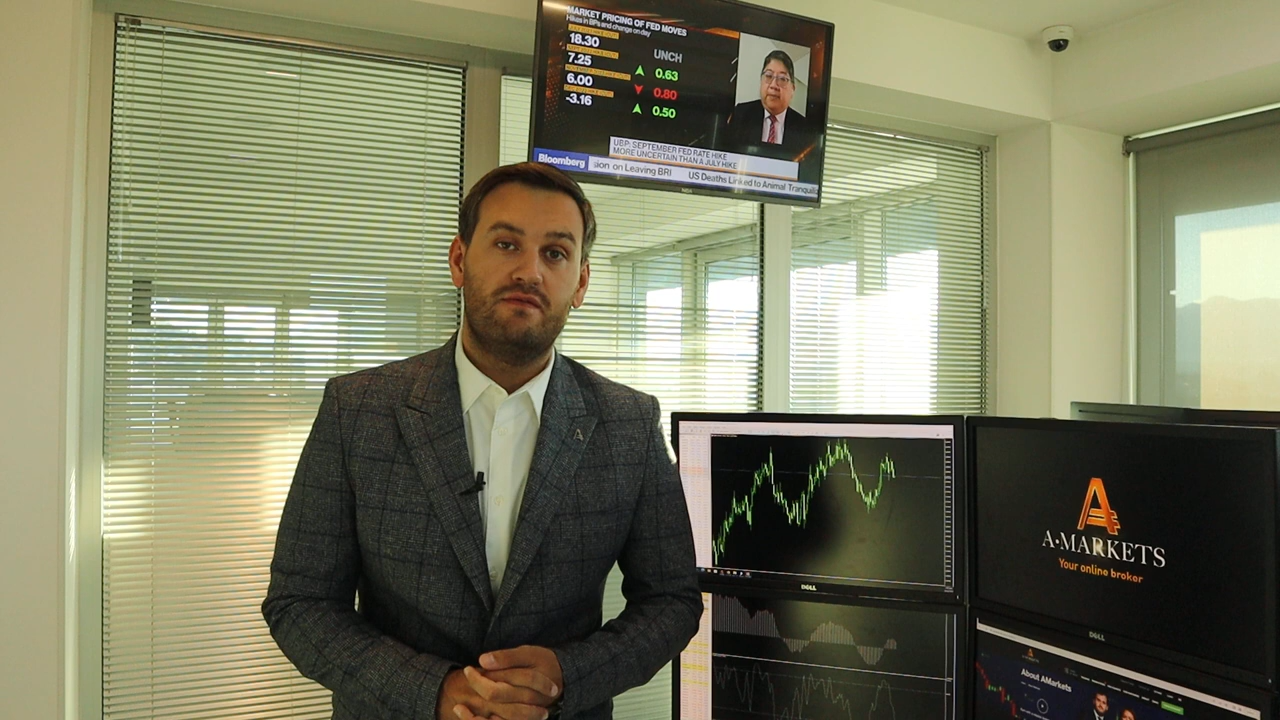 MARKET PRICING OF FED MOVES
Hikes in BPs and change on day
18.30
UNCH
7.25
0.63
6.00
0.80
-3.16
0.50
UBP: SEPTEMBER FED RATE HIKE
MORE UNCERTAIN THAN A JULY HIKE
Bloomberg
on Leaving BRI
US Deaths Linked to Animal Tranquil
A
DELL
A·MARKETS
Your online broker
DELL
About AMarkets